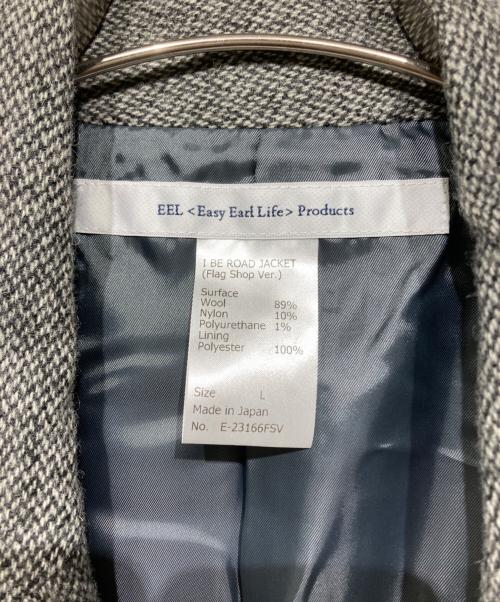 EEL <Easy Earl Life> Products
I BE ROAD JACKET
(Flag Shop Ver.)
Surface
Wool 89%
Nylon 10%
Polyurethane 1%
Lining
Polyester 100%
Size L
Made in Japan
No. E-23166FSV